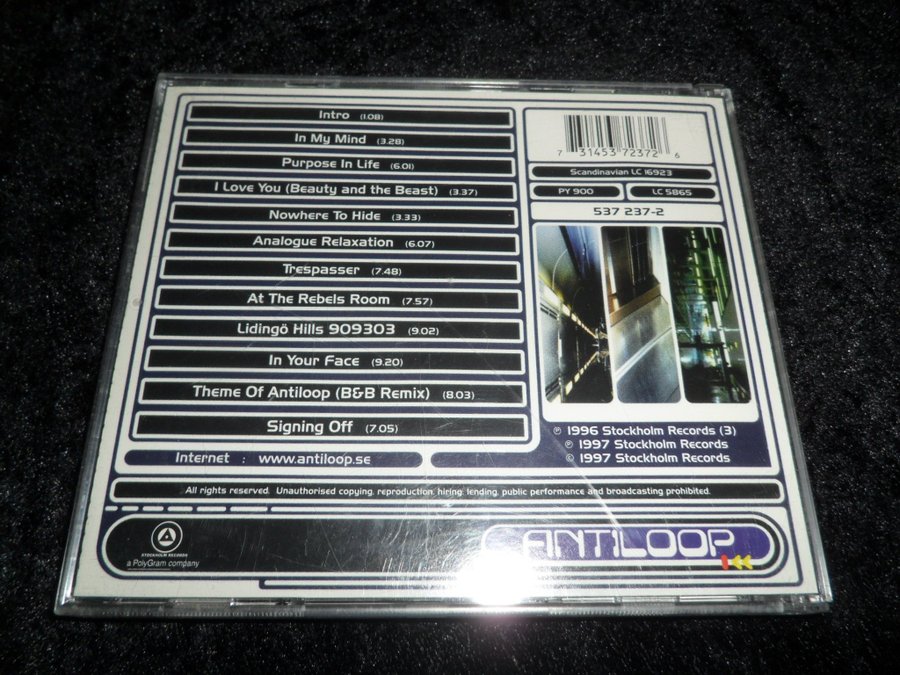 Intro (1.08)
In My Mind (3.28)
Purpose In Life (6.01)
I Love You (Beauty and the Beast) (3.37)
Nowhere To Hide (3.33)
Analogue Relaxation (6.07)
Trespasser (7.48)
At The Rebels Room (7.57)
Lidingö Hills 909303 (9.02)
In Your Face (9.20)
Theme Of Antiloop (B&B Remix) (8.03)
Signing Off (7.05)
Internet : www.antiloop.se
7 31453 72372 6
Scandinavian LC 16923
PY 900
LC 5865
537 237-2
℗ 1996 Stockholm Records (3)
℗ 1997 Stockholm Records
© 1997 Stockholm Records
All rights reserved. Unauthorised copying, reproduction, hiring, lending, public performance and broadcasting prohibited.
STOCKHOLM RECORDS
a PolyGram company
ANTILOOP